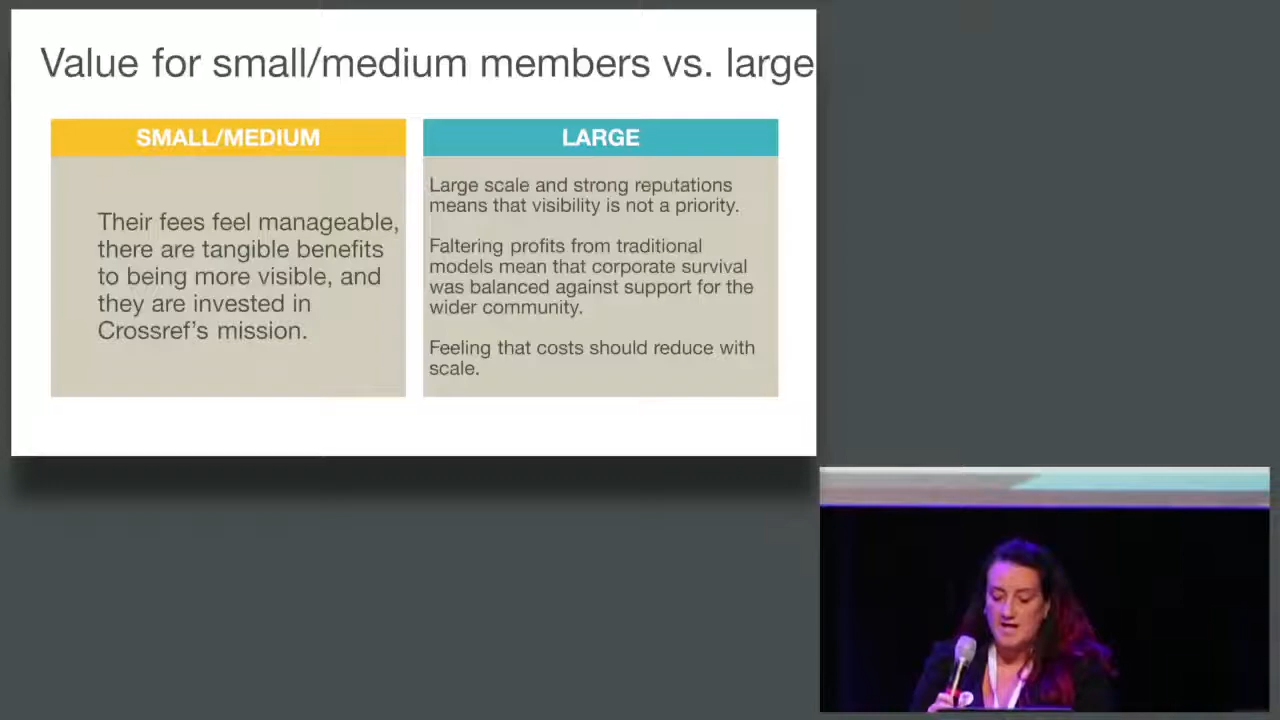 Value for small/medium members vs. large
SMALL/MEDIUM
Their fees feel manageable,
there are tangible benefits
to being more visible, and
they are invested in
Crossref’s mission.
LARGE
Large scale and strong reputations
means that visibility is not a priority.
Faltering profits from traditional
models mean that corporate survival
was balanced against support for the
wider community.
Feeling that costs should reduce with
scale.